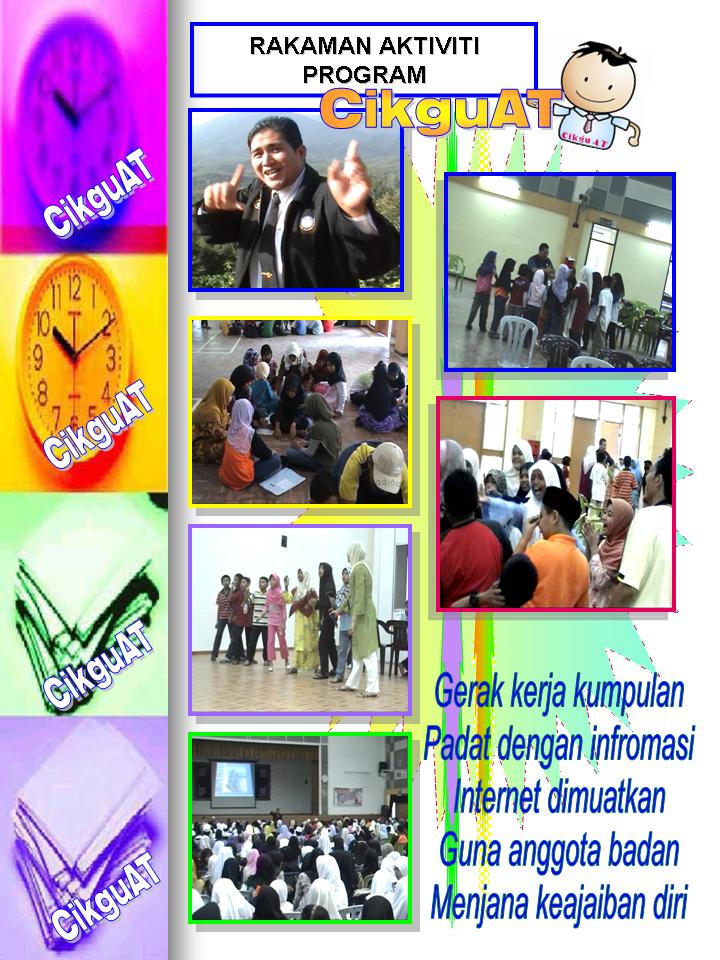 RAKAMAN AKTIVITI
PROGRAM
CikguAT
CikguAT
CikguAT
CikguAT
CikguAT
CikguAT
Gerak kerja kumpulan
Padat dengan infromasi
Internet dimuatkan
Guna anggota badan
Menjana keajaiban diri